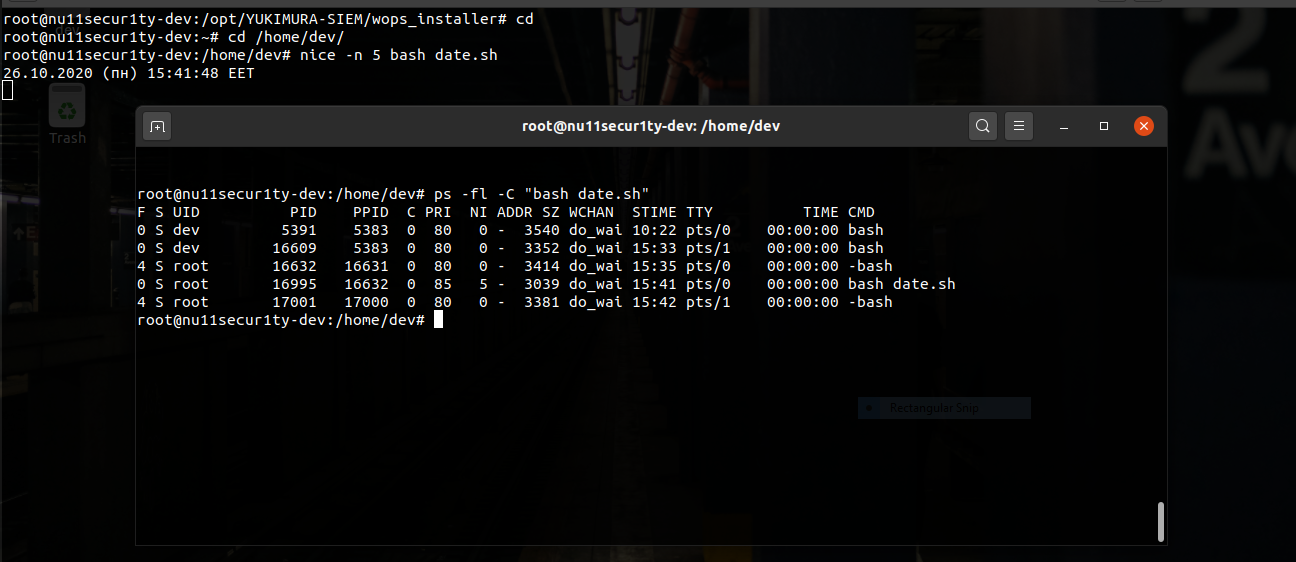 root@nu11secur1ty-dev:/opt/YUKIMURA-SIEM/wops_installer# cd
root@nu11secur1ty-dev:~# cd /home/dev/
root@nu11secur1ty-dev:/home/dev# nice -n 5 bash date.sh
26.10.2020 (пн) 15:41:48 EET
Trash
root@nu11secur1ty-dev: /home/dev
root@nu11secur1ty-dev:/home/dev# ps -fl -C "bash date.sh"
F S UID          PID    PPID  C PRI  NI ADDR SZ WCHAN  STIME TTY          TIME CMD
0 S dev         5391    5383  0  80   0 -  3540 do_wai 10:22 pts/0    00:00:00 bash
0 S dev        16609    5383  0  80   0 -  3352 do_wai 15:33 pts/1    00:00:00 bash
4 S root       16632   16631  0  80   0 -  3414 do_wai 15:35 pts/0    00:00:00 -bash
0 S root       16995   16632  0  85   5 -  3039 do_wai 15:41 pts/0    00:00:00 bash date.sh
4 S root       17001   17000  0  80   0 -  3381 do_wai 15:42 pts/1    00:00:00 -bash
root@nu11secur1ty-dev:/home/dev#
Rectangular Snip
2
Av